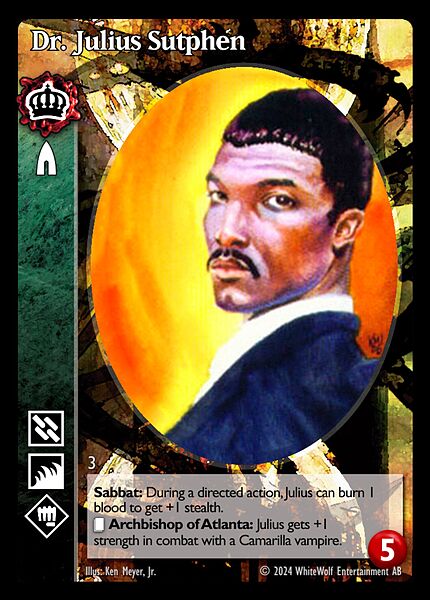 Dr. Julius Sutphen
3
Sabbat: During a directed action, Julius can burn 1
blood to get +1 stealth.
Archbishop of Atlanta: Julius gets +1
strength in combat with a Camarilla vampire.
5
Illus: Ken Meyer, Jr.
© 2024 WhiteWolf Entertainment AB